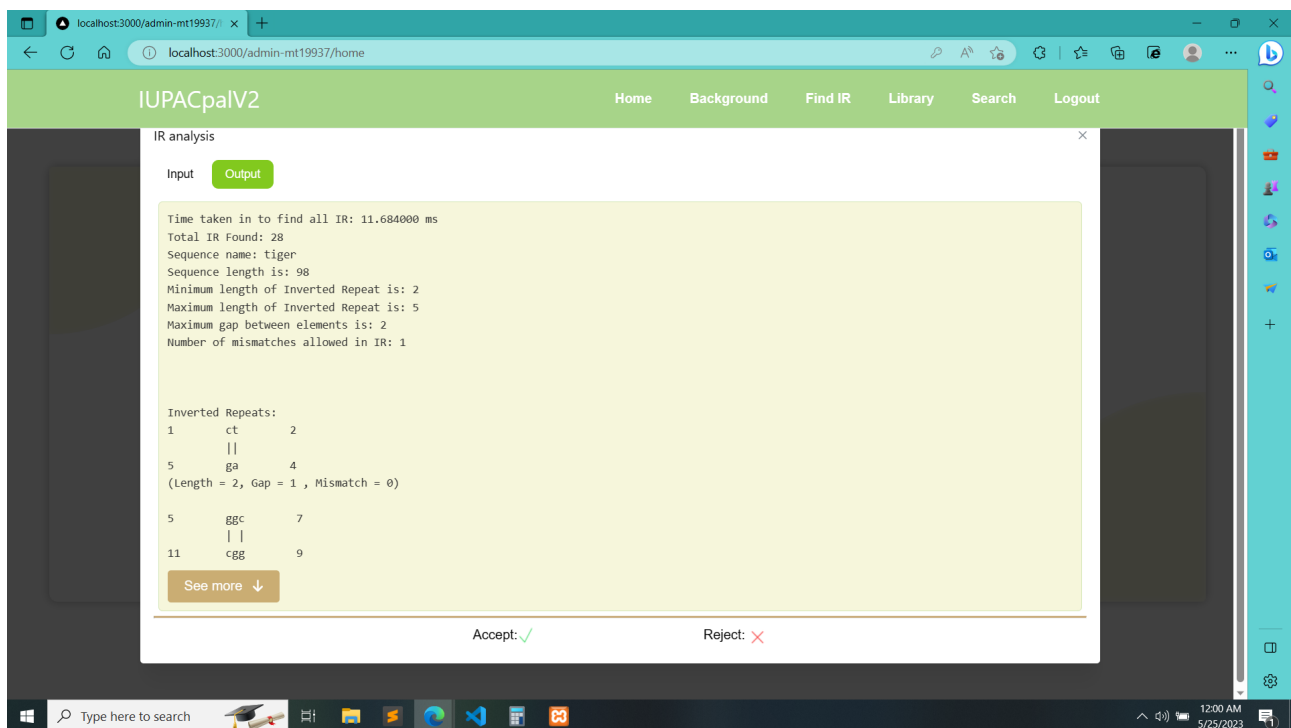 localhost:3000/admin-mt19937/
localhost:3000/admin-mt19937/home
IUPACpalV2
Home Background Find IR Library Search Logout
IR analysis
Input Output
Time taken in to find all IR: 11.684000 ms
Total IR Found: 28
Sequence name: tiger
Sequence length is: 98
Minimum length of Inverted Repeat is: 2
Maximum length of Inverted Repeat is: 5
Maximum gap between elements is: 2
Number of mismatches allowed in IR: 1
Inverted Repeats:
1 ct 2
||
5 ga 4
(Length = 2, Gap = 1 , Mismatch = 0)
5 ggc 7
| |
11 cgg 9
See more ↓
Accept: Reject:
Type here to search
12:00 AM
5/25/2023